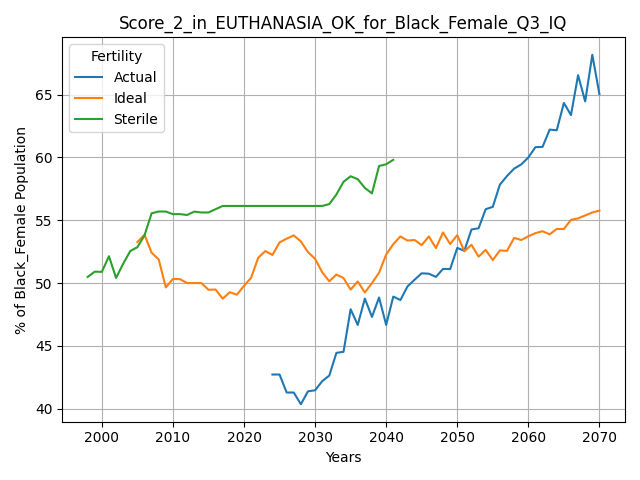 Score_2_in_EUTHANASIA_OK_for_Black_Female_Q3_IQ
Fertility
Actual
Ideal
Sterile
% of Black_Female Population
65
60
55
50
45
40
2000 2010 2020 2030 2040 2050 2060 2070
Years